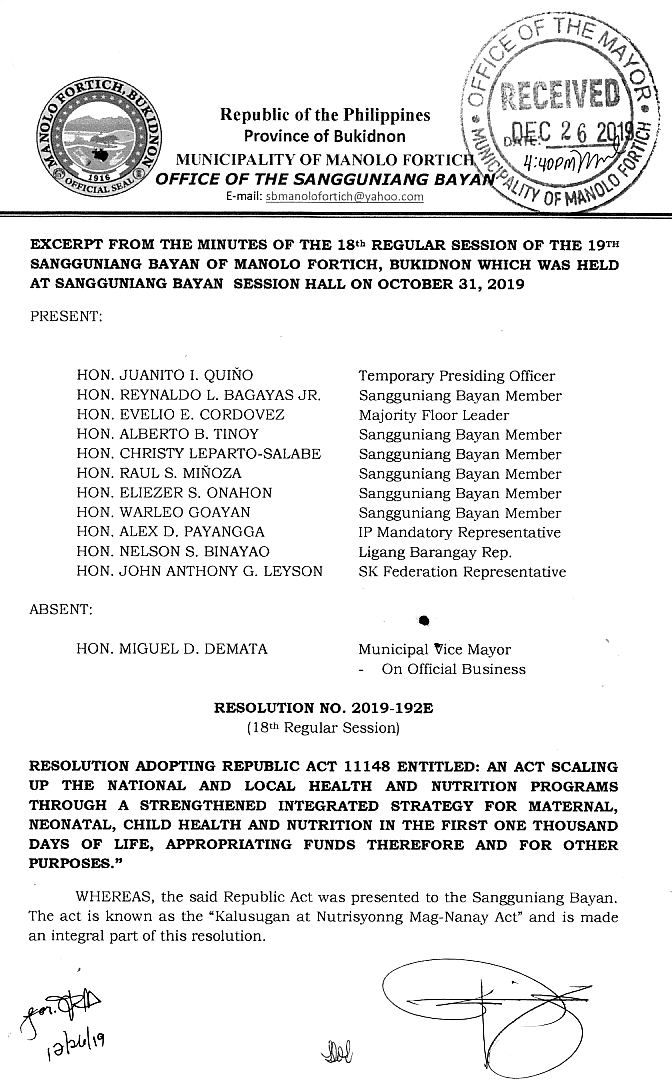 MANOLO FORTICH, BUKIDNON
1916
OFFICIAL SEAL
Republic of the Philippines
Province of Bukidnon
MUNICIPALITY OF MANOLO FORTICH
OFFICE OF THE SANGGUNIANG BAYAN
E-mail: sbmanolofortich@yahoo.com
OFFICE OF THE MAYOR
RECEIVED
DATE: DEC 26 2019
4:40PM
MUNICIPALITY OF MANOLO FORTICH
EXCERPT FROM THE MINUTES OF THE 18th REGULAR SESSION OF THE 19TH
SANGGUNIANG BAYAN OF MANOLO FORTICH, BUKIDNON WHICH WAS HELD
AT SANGGUNIANG BAYAN SESSION HALL ON OCTOBER 31, 2019
PRESENT:
HON. JUANITO I. QUIÑO Temporary Presiding Officer
HON. REYNALDO L. BAGAYAS JR. Sangguniang Bayan Member
HON. EVELIO E. CORDOVEZ Majority Floor Leader
HON. ALBERTO B. TINOY Sangguniang Bayan Member
HON. CHRISTY LEPARTO-SALABE Sangguniang Bayan Member
HON. RAUL S. MIÑOZA Sangguniang Bayan Member
HON. ELIEZER S. ONAHON Sangguniang Bayan Member
HON. WARLEO GOAYAN Sangguniang Bayan Member
HON. ALEX D. PAYANGGA IP Mandatory Representative
HON. NELSON S. BINAYAO Ligang Barangay Rep.
HON. JOHN ANTHONY G. LEYSON SK Federation Representative
ABSENT:
HON. MIGUEL D. DEMATA Municipal Vice Mayor
- On Official Business
RESOLUTION NO. 2019-192E
(18th Regular Session)
RESOLUTION ADOPTING REPUBLIC ACT 11148 ENTITLED: AN ACT SCALING
UP THE NATIONAL AND LOCAL HEALTH AND NUTRITION PROGRAMS
THROUGH A STRENGTHENED INTEGRATED STRATEGY FOR MATERNAL,
NEONATAL, CHILD HEALTH AND NUTRITION IN THE FIRST ONE THOUSAND
DAYS OF LIFE, APPROPRIATING FUNDS THEREFORE AND FOR OTHER
PURPOSES.”
WHEREAS, the said Republic Act was presented to the Sangguniang Bayan.
The act is known as the “Kalusugan at Nutrisyonng Mag-Nanay Act” and is made
an integral part of this resolution.
12/26/19